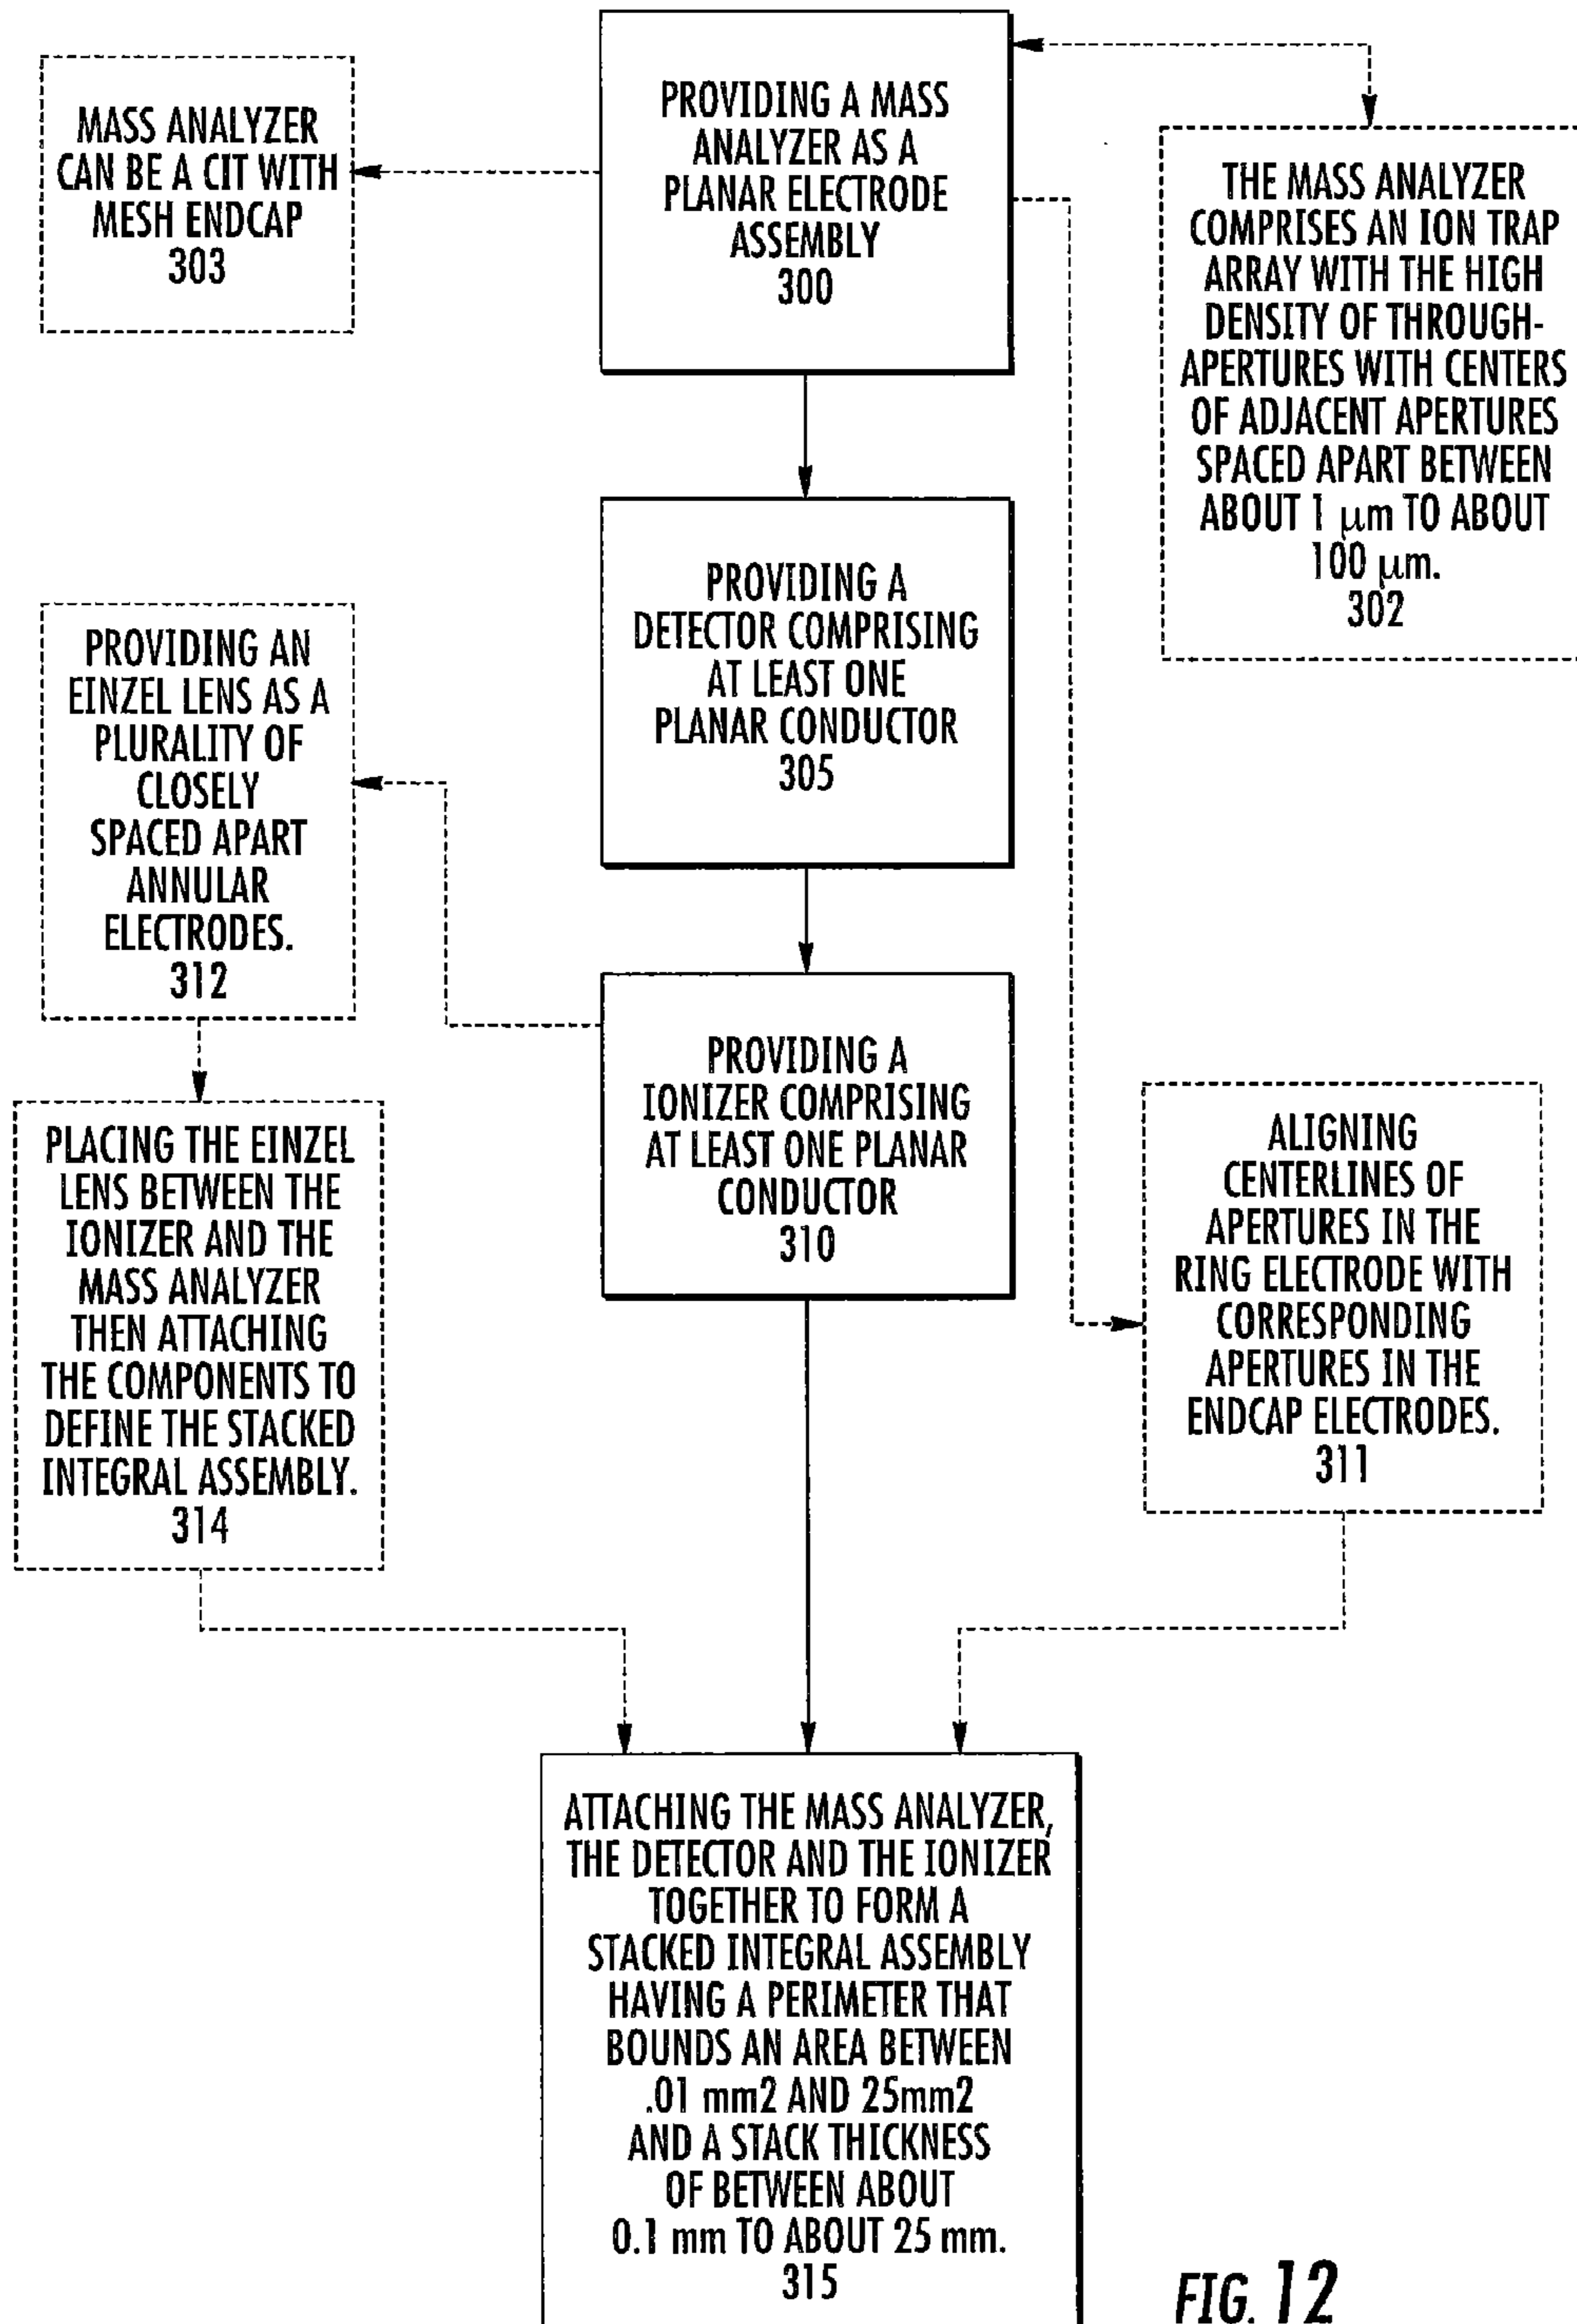 PROVIDING A MASS
ANALYZER AS A
PLANAR ELECTRODE
ASSEMBLY
300
MASS ANALYZER
CAN BE A CIT WITH
MESH ENDCAP
303
THE MASS ANALYZER
COMPRISES AN ION TRAP
ARRAY WITH THE HIGH
DENSITY OF THROUGH-
APERTURES WITH CENTERS
OF ADJACENT APERTURES
SPACED APART BETWEEN
ABOUT 1 μm TO ABOUT
100 μm.
302
PROVIDING A
DETECTOR COMPRISING
AT LEAST ONE
PLANAR CONDUCTOR
305
PROVIDING AN
EINZEL LENS AS A
PLURALITY OF
CLOSELY
SPACED APART
ANNULAR
ELECTRODES.
312
PROVIDING A
IONIZER COMPRISING
AT LEAST ONE PLANAR
CONDUCTOR
310
PLACING THE EINZEL
LENS BETWEEN THE
IONIZER AND THE
MASS ANALYZER
THEN ATTACHING
THE COMPONENTS TO
DEFINE THE STACKED
INTEGRAL ASSEMBLY.
314
ALIGNING
CENTERLINES OF
APERTURES IN THE
RING ELECTRODE WITH
CORRESPONDING
APERTURES IN THE
ENDCAP ELECTRODES.
311
ATTACHING THE MASS ANALYZER,
THE DETECTOR AND THE IONIZER
TOGETHER TO FORM A
STACKED INTEGRAL ASSEMBLY
HAVING A PERIMETER THAT
BOUNDS AN AREA BETWEEN
.01 mm2 AND 25mm2
AND A STACK THICKNESS
OF BETWEEN ABOUT
0.1 mm TO ABOUT 25 mm.
315
FIG. 12